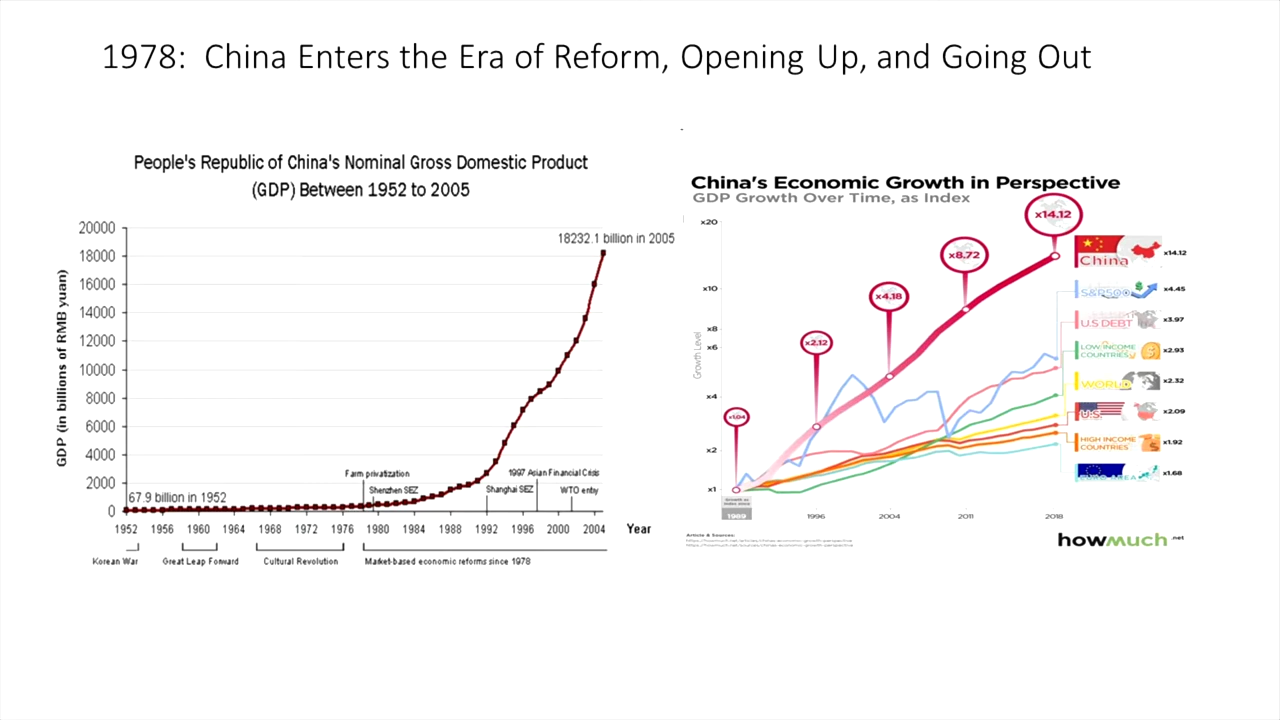 1978: China Enters the Era of Reform, Opening Up, and Going Out
People's Republic of China's Nominal Gross Domestic Product
(GDP) Between 1952 to 2005
GDP (in billions of RMB yuan)
20000
18000
16000
14000
12000
10000
8000
6000
4000
2000
0
18232.1 billion in 2005
67.9 billion in 1952
Farm privatization
Shenzhen SEZ
Shanghai SEZ
1997 Asian Financial Crisis
WTO entry
1952 1956 1960 1964 1968 1972 1976 1980 1984 1988 1992 1996 2000 2004 Year
Korean War Great Leap Forward Cultural Revolution Market-based economic reforms since 1978
China's Economic Growth in Perspective
GDP Growth Over Time, as Index
Growth Level
x20
x10
x8
x6
x4
x2
x1
x1.04
x2.12
x4.18
x8.72
x14.12
China x14.12
S&P500 x4.45
U.S DEBT x3.97
LOW INCOME
COUNTRIES x2.93
WORLD x2.32
U.S. x2.09
HIGH INCOME
COUNTRIES x1.92
EURO AREA x1.68
1989 1996 2004 2011 2018
Article & Sources:
howmuch.net